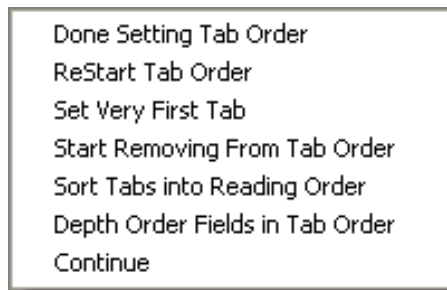 Done Setting Tab Order
ReStart Tab Order
Set Very First Tab
Start Removing From Tab Order
Sort Tabs into Reading Order
Depth Order Fields in Tab Order
Continue